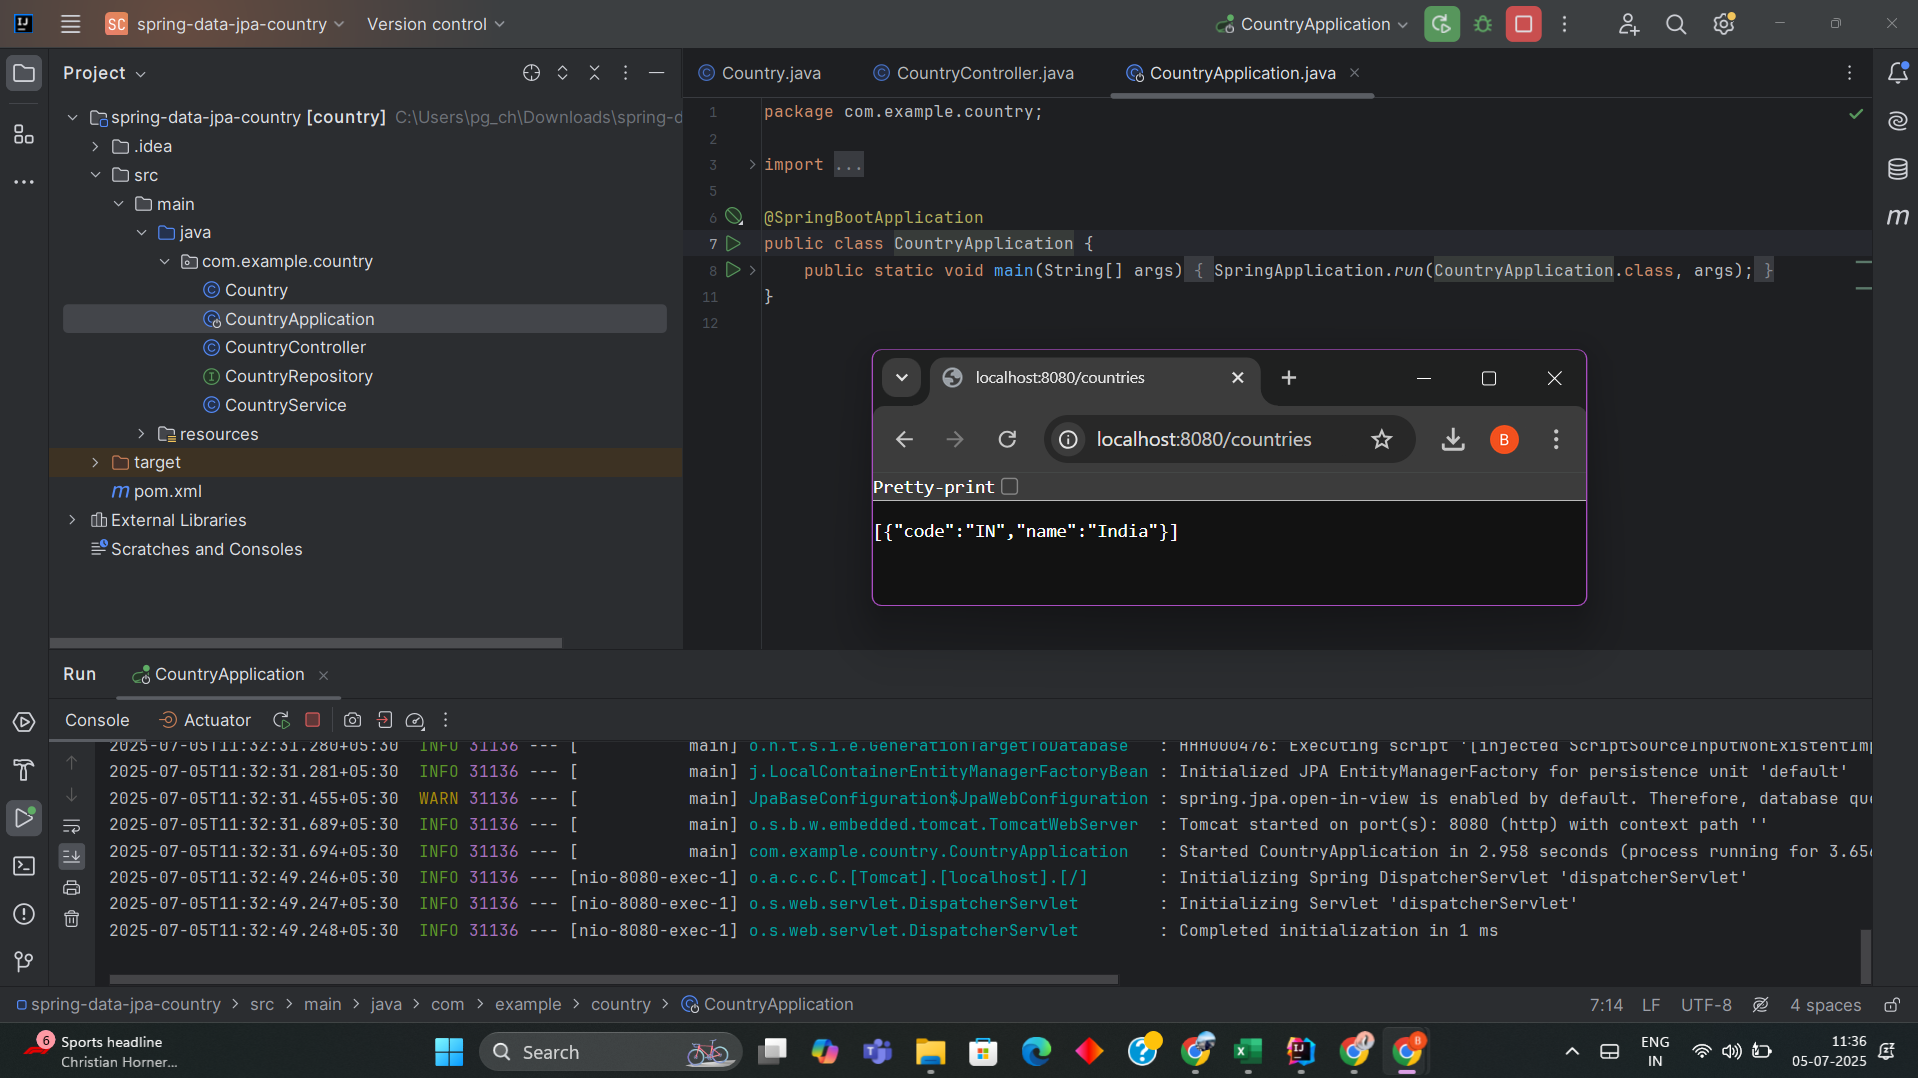 SC spring-data-jpa-country Version control CountryApplication
Project
Country.java CountryController.java CountryApplication.java
spring-data-jpa-country [country] C:\Users\pg_ch\Downloads\spring-d
.idea
src
main
java
com.example.country
Country
CountryApplication
CountryController
CountryRepository
CountryService
resources
target
m pom.xml
External Libraries
Scratches and Consoles
1 package com.example.country;
2
3 import ...
5
6 @SpringBootApplication
7 public class CountryApplication {
8 public static void main(String[] args) { SpringApplication.run(CountryApplication.class, args); }
11 }
12
m
localhost:8080/countries
localhost:8080/countries B
Pretty-print
[{"code":"IN","name":"India"}]
Run CountryApplication
Console Actuator
2025-07-05T11:32:31.280+05:30 INFO 31136 --- [ main] o.h.t.s.i.e.GenerationTargetToDatabase : HHH000476: Executing script '[injected ScriptSourceInputNonExistentImp
2025-07-05T11:32:31.281+05:30 INFO 31136 --- [ main] j.LocalContainerEntityManagerFactoryBean : Initialized JPA EntityManagerFactory for persistence unit 'default'
2025-07-05T11:32:31.455+05:30 WARN 31136 --- [ main] JpaBaseConfiguration$JpaWebConfiguration : spring.jpa.open-in-view is enabled by default. Therefore, database que
2025-07-05T11:32:31.689+05:30 INFO 31136 --- [ main] o.s.b.w.embedded.tomcat.TomcatWebServer : Tomcat started on port(s): 8080 (http) with context path ''
2025-07-05T11:32:31.694+05:30 INFO 31136 --- [ main] com.example.country.CountryApplication : Started CountryApplication in 2.958 seconds (process running for 3.656
2025-07-05T11:32:49.246+05:30 INFO 31136 --- [nio-8080-exec-1] o.a.c.c.C.[Tomcat].[localhost].[/] : Initializing Spring DispatcherServlet 'dispatcherServlet'
2025-07-05T11:32:49.247+05:30 INFO 31136 --- [nio-8080-exec-1] o.s.web.servlet.DispatcherServlet : Initializing Servlet 'dispatcherServlet'
2025-07-05T11:32:49.248+05:30 INFO 31136 --- [nio-8080-exec-1] o.s.web.servlet.DispatcherServlet : Completed initialization in 1 ms
spring-data-jpa-country > src > main > java > com > example > country > CountryApplication 7:14 LF UTF-8 4 spaces
6 Sports headline
Christian Horner...
Search
ENG
IN
11:36
05-07-2025